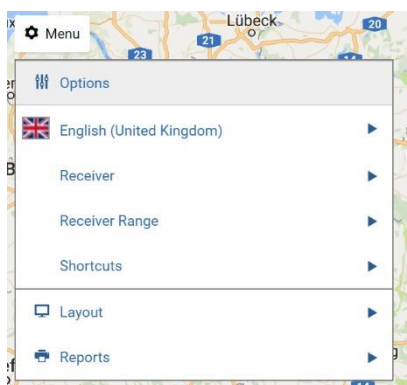 Lübeck
20
Menu
21
23
Options
English (United Kingdom)
Receiver
Receiver Range
Shortcuts
Layout
Reports